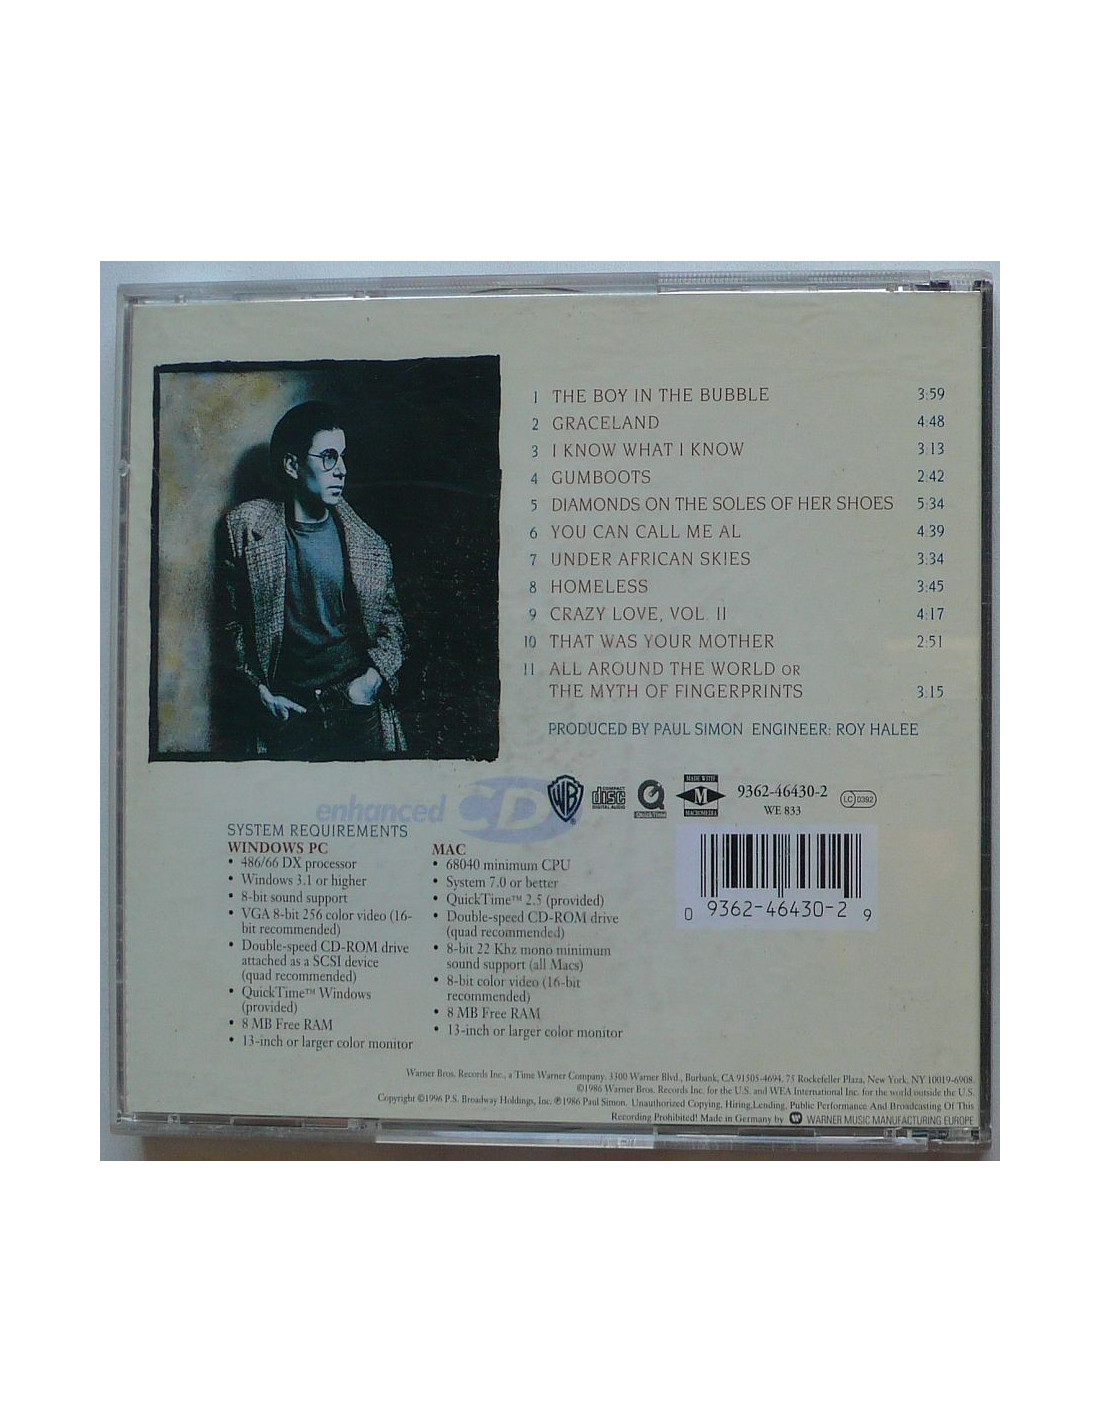 1 THE BOY IN THE BUBBLE 3:59
2 GRACELAND 4:48
3 I KNOW WHAT I KNOW 3:13
4 GUMBOOTS 2:42
5 DIAMONDS ON THE SOLES OF HER SHOES 5:34
6 YOU CAN CALL ME AL 4:39
7 UNDER AFRICAN SKIES 3:34
8 HOMELESS 3:45
9 CRAZY LOVE, VOL. II 4:17
10 THAT WAS YOUR MOTHER 2:51
11 ALL AROUND THE WORLD OR
THE MYTH OF FINGERPRINTS 3:15
PRODUCED BY PAUL SIMON ENGINEER: ROY HALEE
enhanced CD
WB
COMPACT
disc
DIGITAL AUDIO
QuickTime
MADE WITH
M
MACROMEDIA
9362-46430-2
WE 833
LC 0392
0 9362-46430-2 9
SYSTEM REQUIREMENTS
WINDOWS PC
• 486/66 DX processor
• Windows 3.1 or higher
• 8-bit sound support
• VGA 8-bit 256 color video (16-
bit recommended)
• Double-speed CD-ROM drive
attached as a SCSI device
(quad recommended)
• QuickTime™ Windows
(provided)
• 8 MB Free RAM
• 13-inch or larger color monitor
MAC
• 68040 minimum CPU
• System 7.0 or better
• QuickTime™ 2.5 (provided)
• Double-speed CD-ROM drive
(quad recommended)
• 8-bit 22 Khz mono minimum
sound support (all Macs)
• 8-bit color video (16-bit
recommended)
• 8 MB Free RAM
• 13-inch or larger color monitor
Warner Bros. Records Inc., a Time Warner Company, 3300 Warner Blvd., Burbank, CA 91505-4694. 75 Rockefeller Plaza, New York, NY 10019-6908.
©1986 Warner Bros. Records Inc. for the U.S. and WEA International Inc. for the world outside the U.S.
Copyright ©1996 P.S. Broadway Holdings, Inc. ℗1986 Paul Simon. Unauthorized Copying, Hiring, Lending, Public Performance And Broadcasting Of This
Recording Prohibited! Made in Germany by WARNER MUSIC MANUFACTURING EUROPE